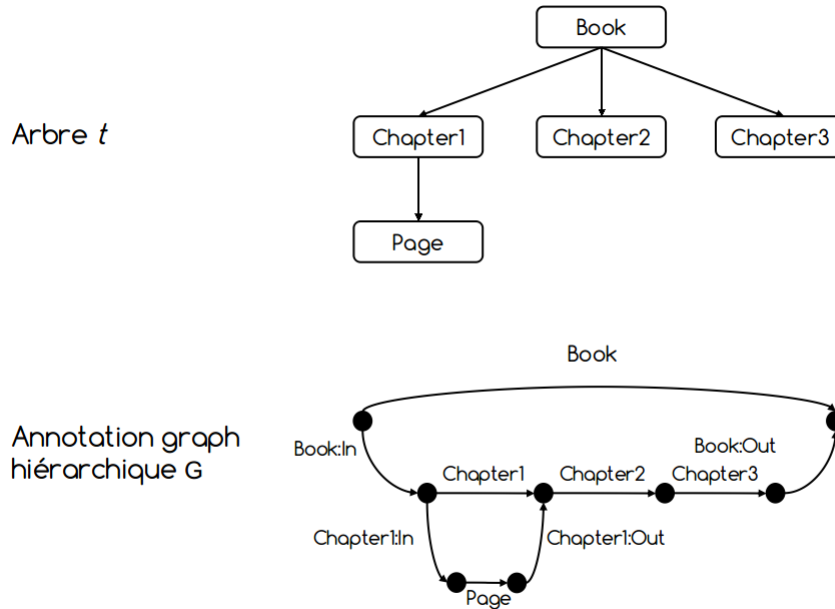 Book
Arbre t
Chapter1
Chapter2
Chapter3
Page
Book
Annotation graph
hiérarchique G
Book:In
Book:Out
Chapter1
Chapter2
Chapter3
Chapter1:In
Chapter1:Out
Page